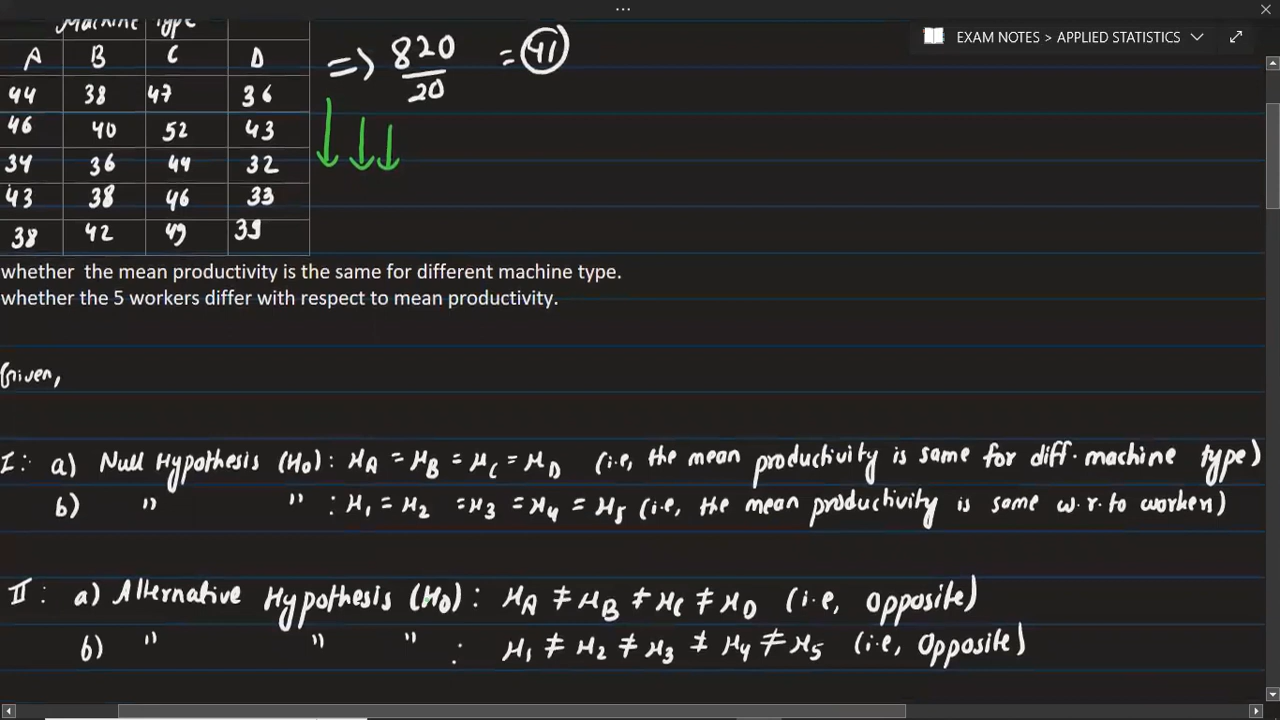 EXAM NOTES > APPLIED STATISTICS
Machine Type
A B C D
44 38 47 36
46 40 52 43
34 36 44 32
43 38 46 33
38 42 49 39
=> 820/20 = 41
whether the mean productivity is the same for different machine type.
whether the 5 workers differ with respect to mean productivity.
Given,
I: a) Null Hypothesis (H0): μA = μB = μC = μD (i.e, the mean productivity is same for diff. machine type)
b) " " : μ1 = μ2 = μ3 = μ4 = μ5 (i.e, the mean productivity is same w.r.to workers)
II: a) Alternative Hypothesis (H0): μA ≠ μB ≠ μC ≠ μD (i.e, Opposite)
b) " " " : μ1 ≠ μ2 ≠ μ3 ≠ μ4 ≠ μ5 (i.e, Opposite)